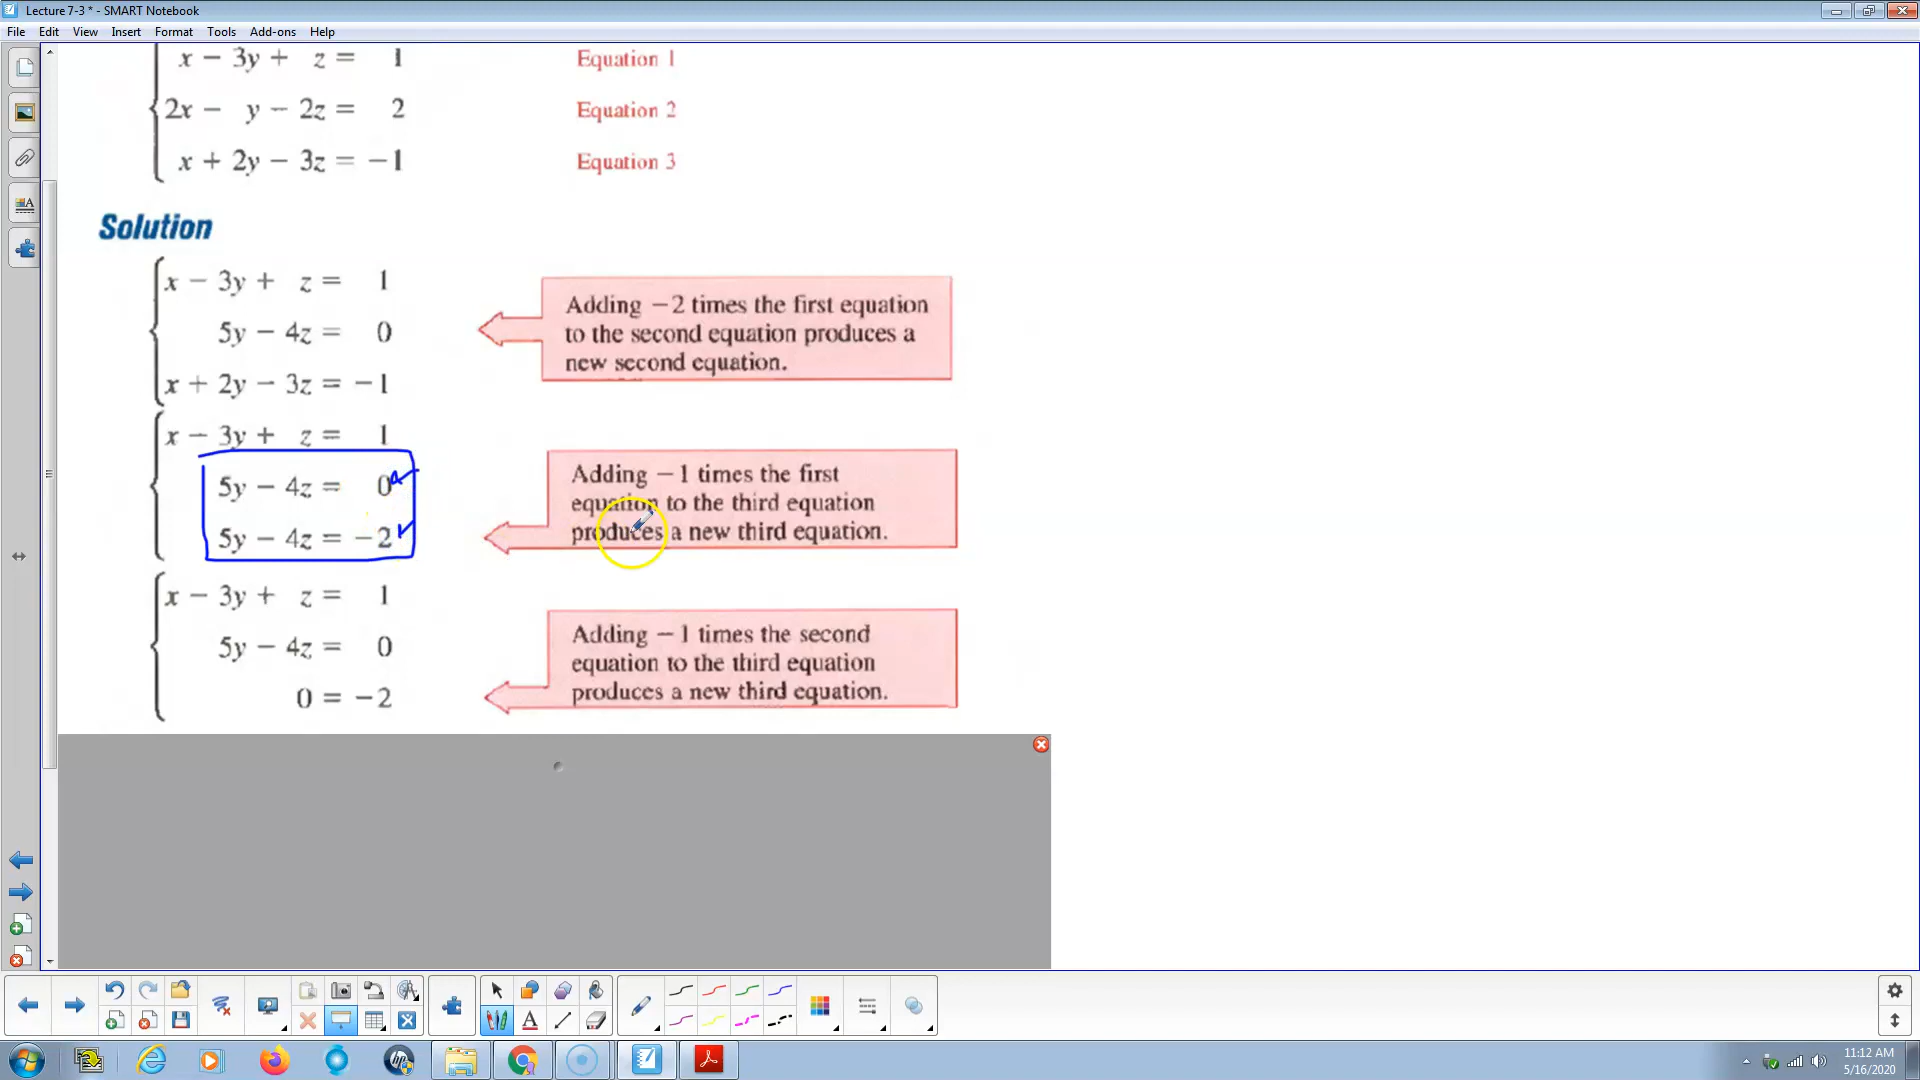 Lecture 7-3 * - SMART Notebook
File Edit View Insert Format Tools Add-ons Help
x − 3y + z = 1 Equation 1
2x − y − 2z = 2 Equation 2
x + 2y − 3z = −1 Equation 3
Solution
x − 3y + z = 1
5y − 4z = 0
x + 2y − 3z = −1
Adding −2 times the first equation
to the second equation produces a
new second equation.
x − 3y + z = 1
5y − 4z = 0
5y − 4z = −2
Adding −1 times the first
equation to the third equation
produces a new third equation.
x − 3y + z = 1
5y − 4z = 0
0 = −2
Adding −1 times the second
equation to the third equation
produces a new third equation.
11:12 AM
5/16/2020